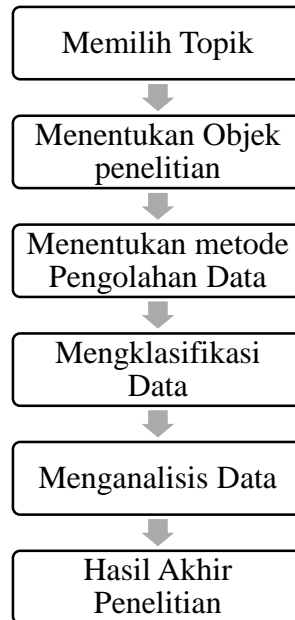 Memilih Topik
Menentukan Objek
penelitian
Menentukan metode
Pengolahan Data
Mengklasifikasi
Data
Menganalisis Data
Hasil Akhir
Penelitian